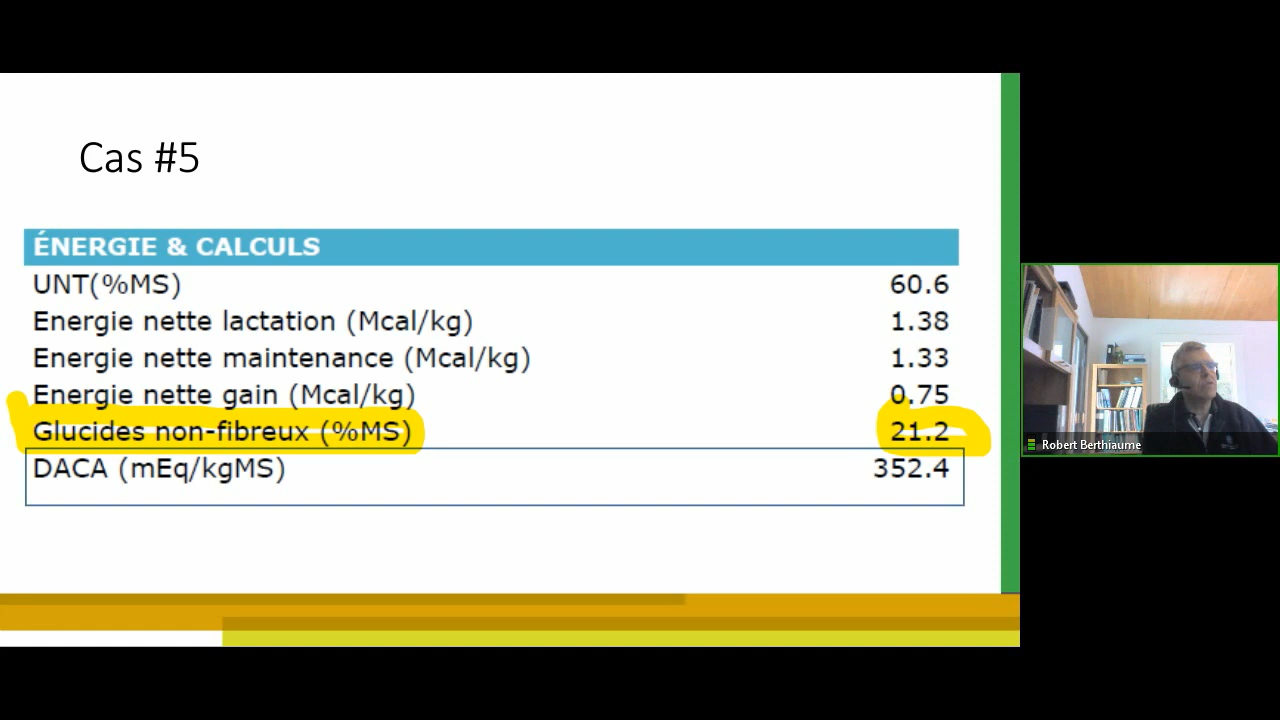 Cas #5
ÉNERGIE & CALCULS
UNT(%MS) 60.6
Energie nette lactation (Mcal/kg) 1.38
Energie nette maintenance (Mcal/kg) 1.33
Energie nette gain (Mcal/kg) 0.75
Glucides non-fibreux (%MS) 21.2
DACA (mEq/kgMS) 352.4
Robert Berthiaume